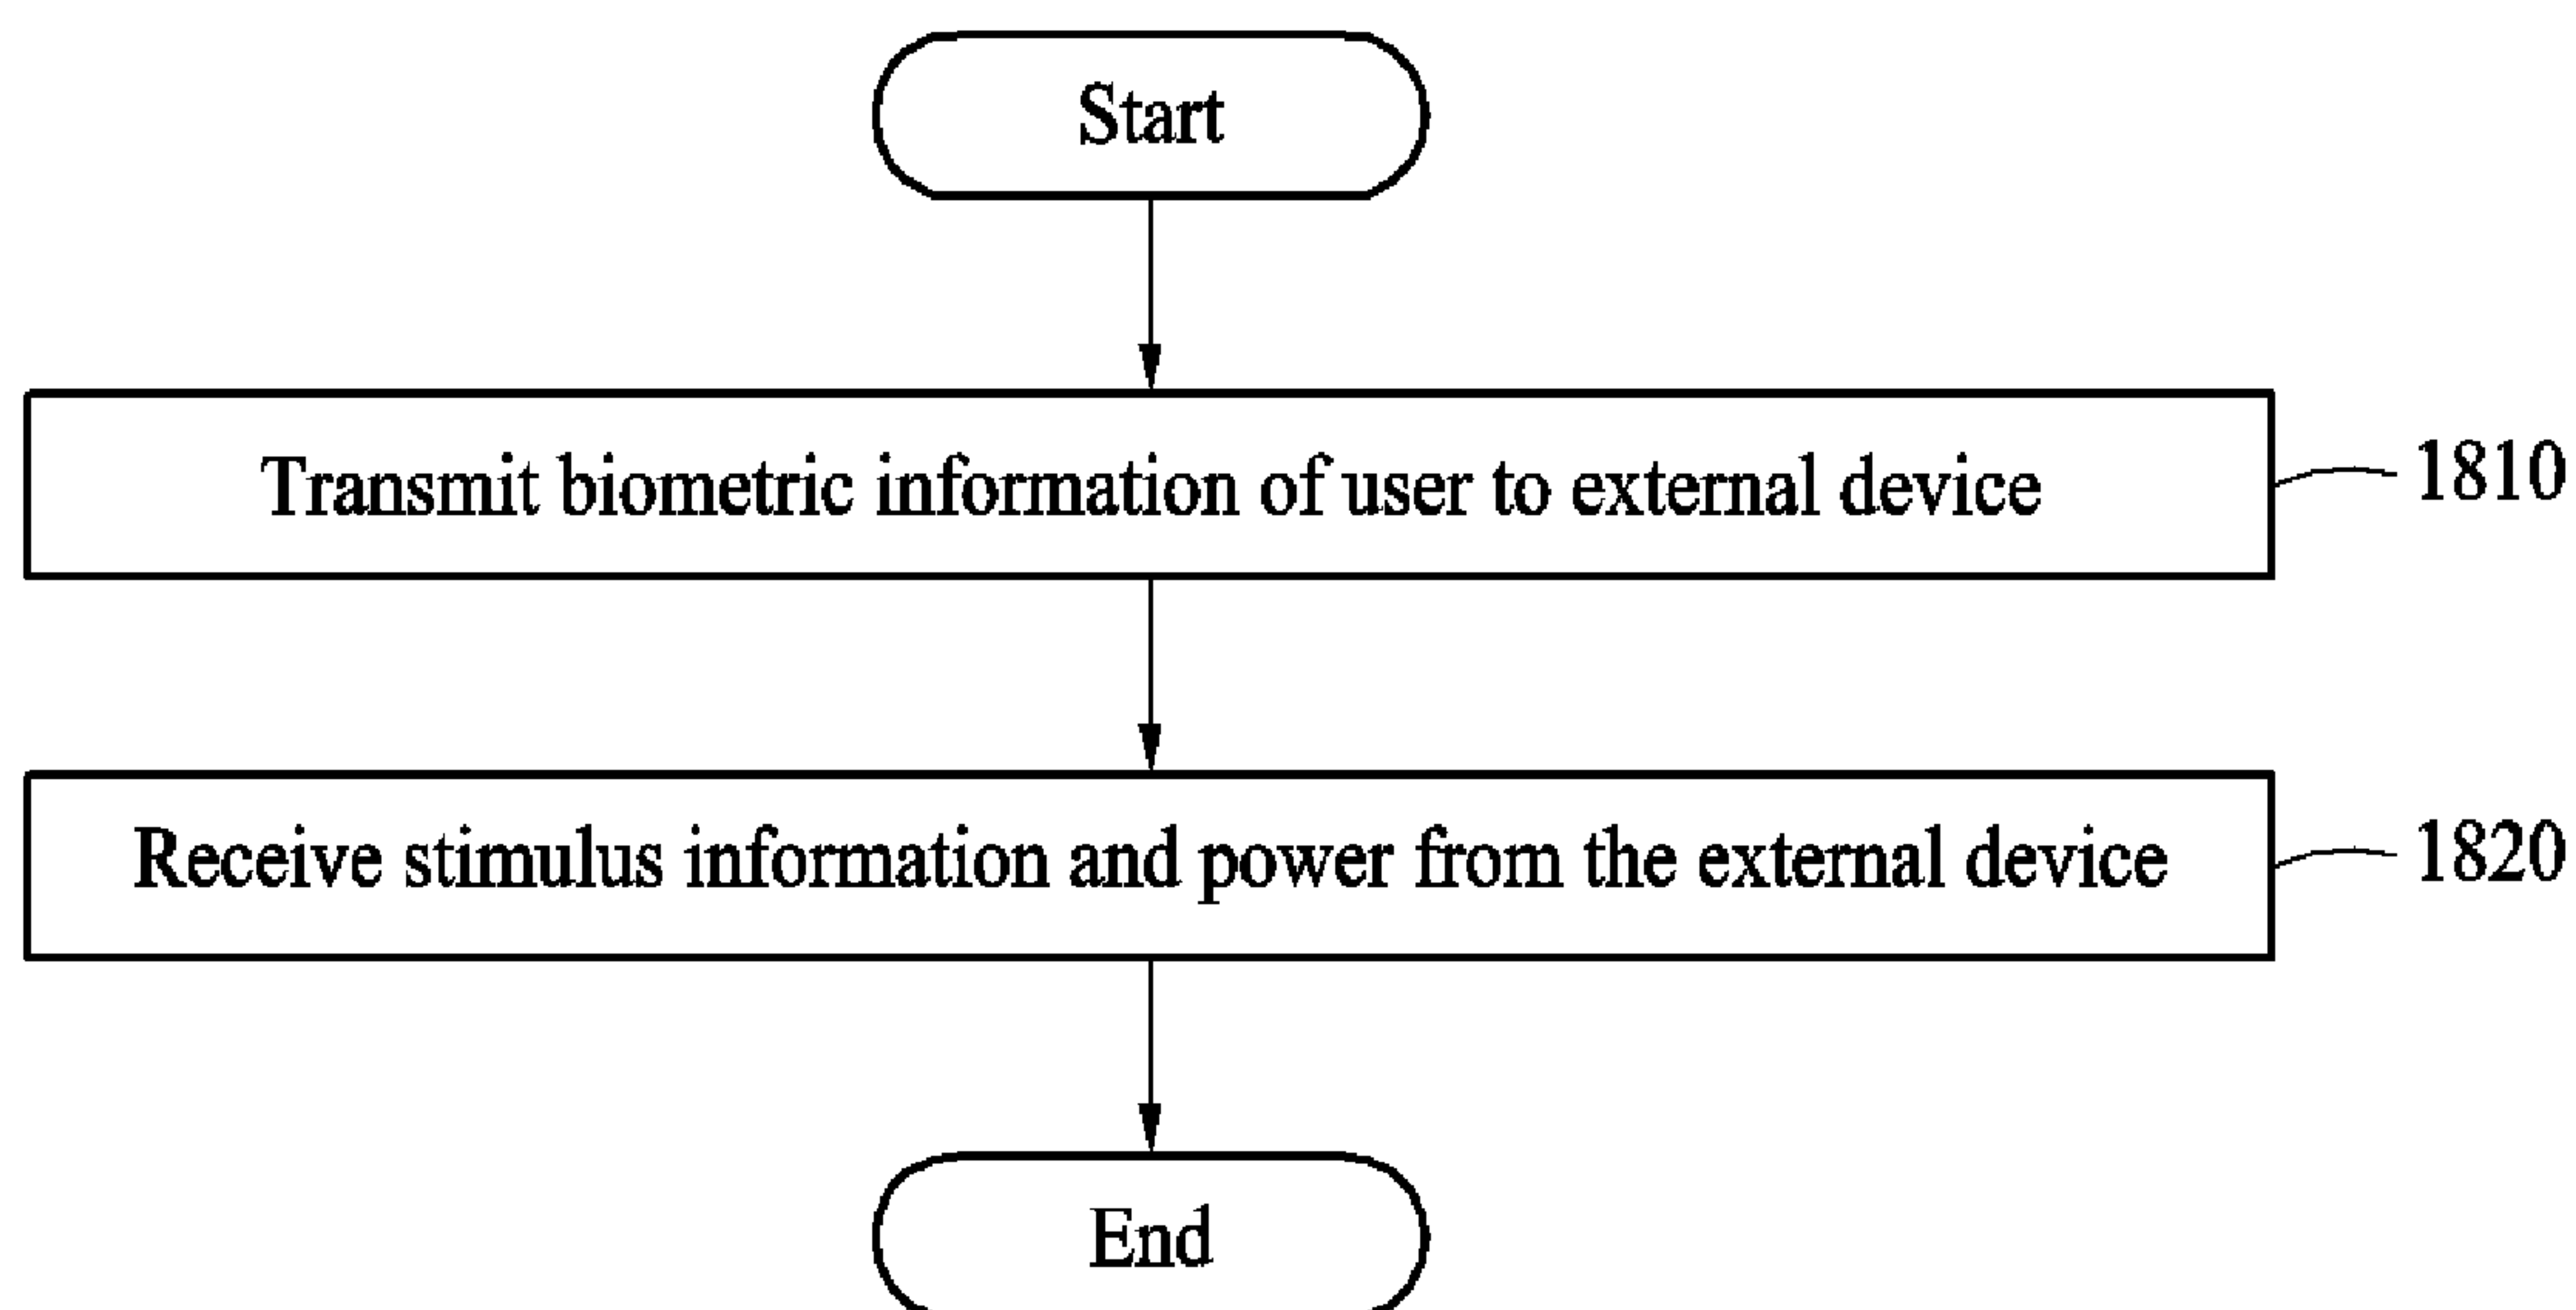 Start
Transmit biometric information of user to external device
1810
Receive stimulus information and power from the external device
1820
End